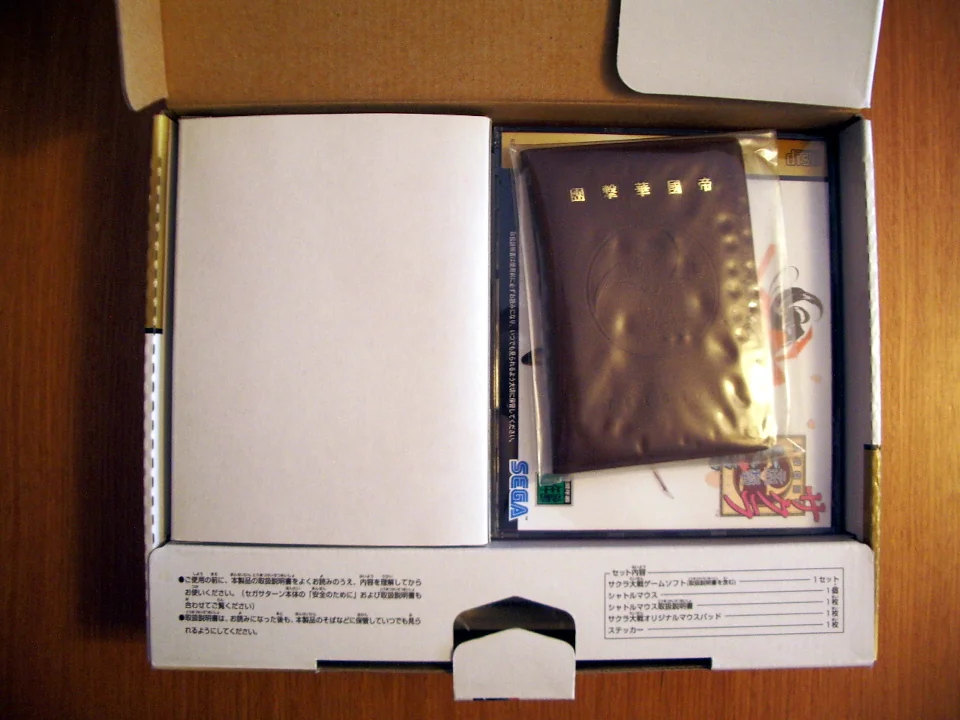 團撃華國帝
disc
取扱説明書は使用前に必ずお読みになり、いつでも見られるよう大切に保管してください。
SEGA
サクラ
●ご使用の前に、本製品の取扱説明書をよくお読みのうえ、内容を理解してから
お使いください。(セガサターン本体の「安全のために」および取扱説明書も
合わせてご覧ください)
●取扱説明書は、お読みになった後も、本製品のそばなどに保管していつでも見ら
れるようにしてください。
セット内容
サクラ大戦ゲームソフト(取扱説明書を含む) 1セット
シャトルマウス 1個
シャトルマウス取扱説明書 1枚
サクラ大戦オリジナルマウスパッド 1枚
ステッカー 1枚